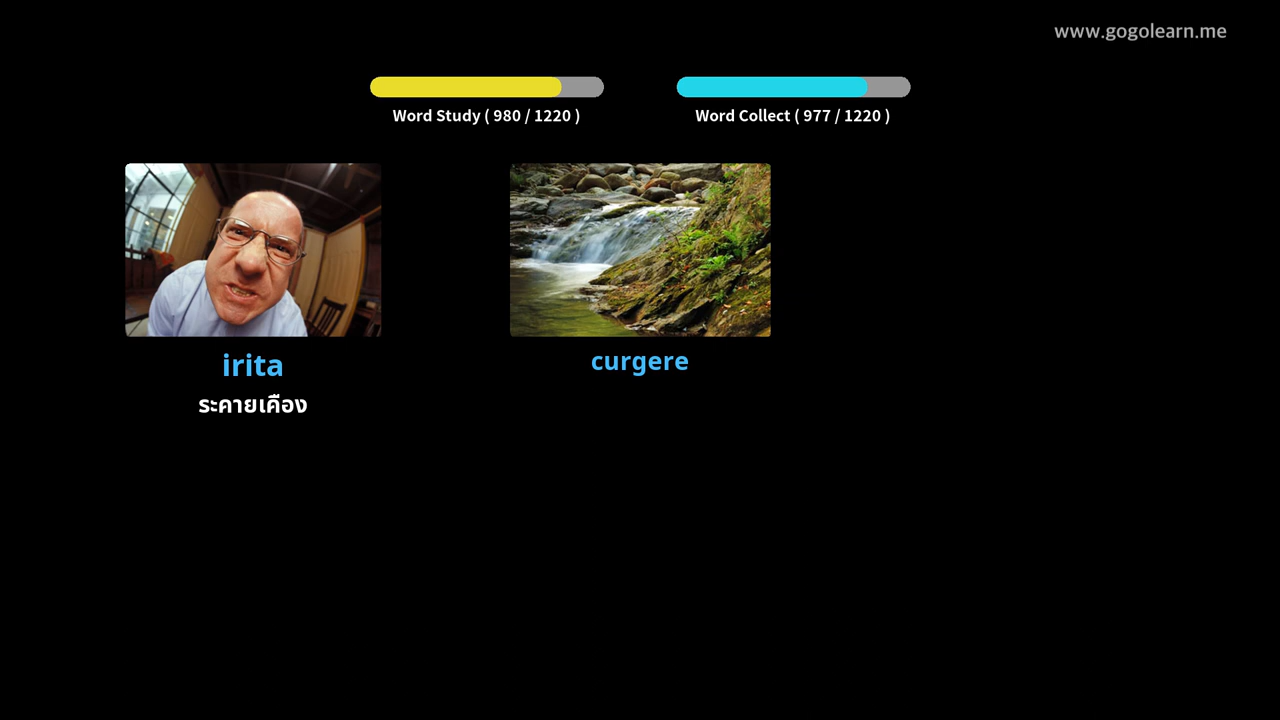 www.gogolearn.me
Word Study ( 980 / 1220 )
Word Collect ( 977 / 1220 )
irita
ระคายเคือง
curgere